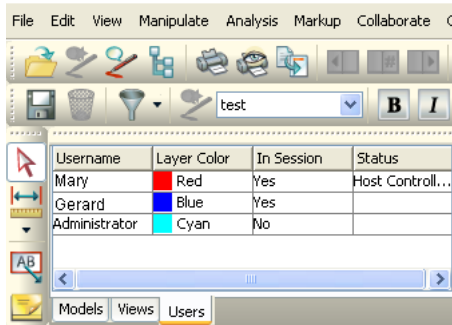 File Edit View Manipulate Analysis Markup Collaborate
#
test B I
Username Layer Color In Session Status
Mary Red Yes Host Controll...
Gerard Blue Yes
Administrator Cyan No
AB
Models Views Users